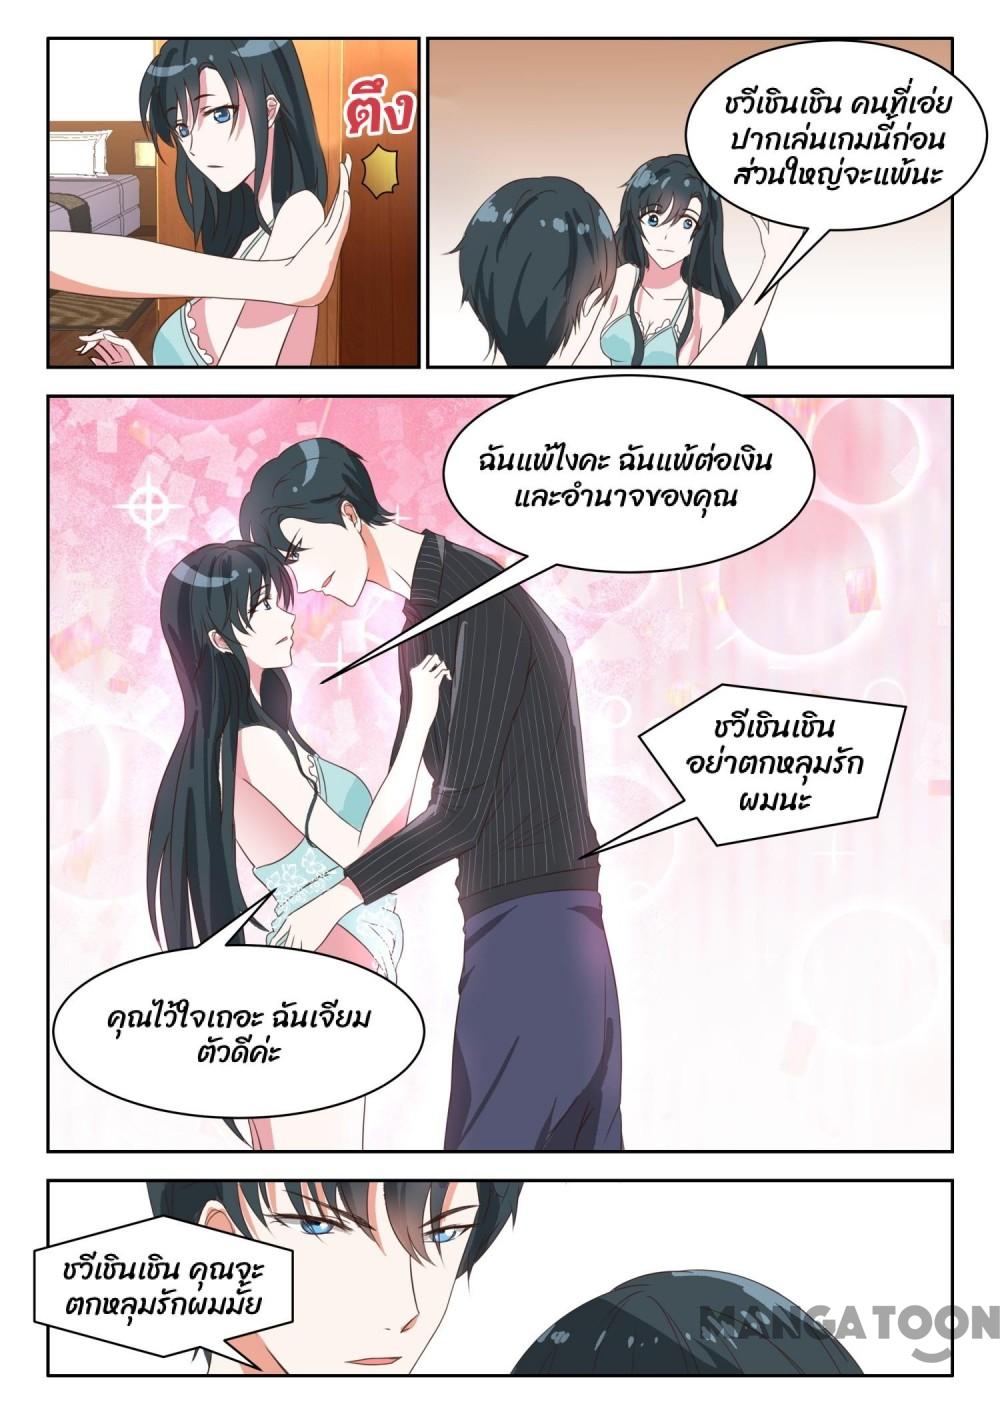 ตึง
ชวีเชินเชิน คนที่เอ่ย
ปากเล่นเกมนี้ก่อน
ส่วนใหญ่จะแพ้นะ
ฉันแพ้ไงคะ ฉันแพ้ต่อเงิน
และอำนาจของคุณ
ชวีเชินเชิน
อย่าตกหลุมรัก
ผมนะ
คุณไว้ใจเถอะ ฉันเจียม
ตัวดีค่ะ
ชวีเชินเชิน คุณจะ
ตกหลุมรักผมมั้ย
MANGATOON